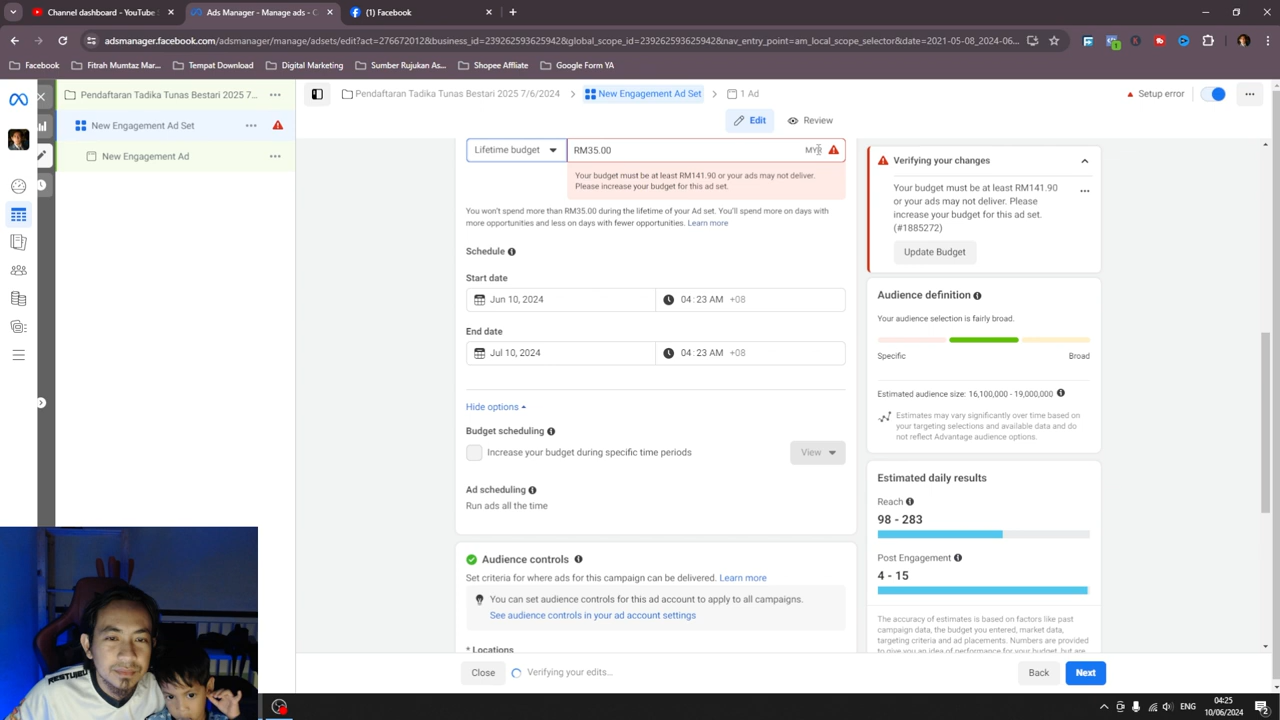 Channel dashboard - YouTube
Ads Manager - Manage ads - C
(1) Facebook
adsmanager.facebook.com/adsmanager/manage/adsets/edit?act=276672012&business_id=239262593625942&global_scope_id=239262593625942&nav_entry_point=am_local_scope_selector&date=2021-05-08_2024-06...
Facebook
Fitrah Mumtaz Mar...
Tempat Download
Digital Marketing
Sumber Rujukan As...
Shopee Affliate
Google Form YA
Pendaftaran Tadika Tunas Bestari 2025 7...
New Engagement Ad Set
New Engagement Ad
Pendaftaran Tadika Tunas Bestari 2025 7/6/2024
New Engagement Ad Set
1 Ad
Setup error
Edit
Review
Lifetime budget
RM35.00
Your budget must be at least RM141.90 or your ads may not deliver.
Please increase your budget for this ad set.
You won't spend more than RM35.00 during the lifetime of your Ad set. You'll spend more on days with
more opportunities and less on days with fewer opportunities. Learn more
Schedule
Start date
Jun 10, 2024
04 : 23 AM +08
End date
Jul 10, 2024
04 : 23 AM +08
Hide options
Budget scheduling
Increase your budget during specific time periods
View
Ad scheduling
Run ads all the time
Audience controls
Set criteria for where ads for this campaign can be delivered. Learn more
You can set audience controls for this ad account to apply to all campaigns.
See audience controls in your ad account settings
* Locations
Close
Verifying your edits...
Back
Next
Verifying your changes
Your budget must be at least RM141.90
or your ads may not deliver. Please
increase your budget for this ad set.
(#1885272)
Update Budget
Audience definition
Your audience selection is fairly broad.
Specific
Broad
Estimated audience size: 16,100,000 - 19,000,000
Estimates may vary significantly over time based on
your targeting selections and available data and do
not reflect Advantage audience options.
Estimated daily results
Reach
98 - 283
Post Engagement
4 - 15
The accuracy of estimates is based on factors like past
campaign data, the budget you entered, market data,
targeting criteria and ad placements. Numbers are provided
to give you an idea of performance for your budget, but are
ENG
04:25
10/06/2024